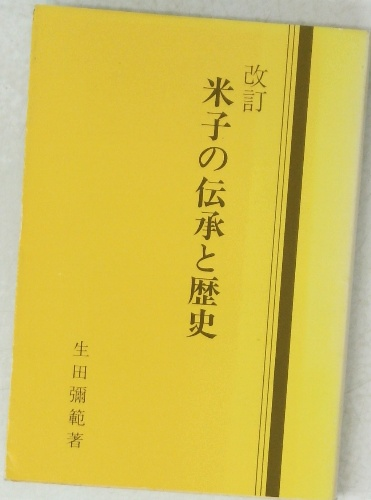 改訂
米子の伝承と歴史
生田彌範著